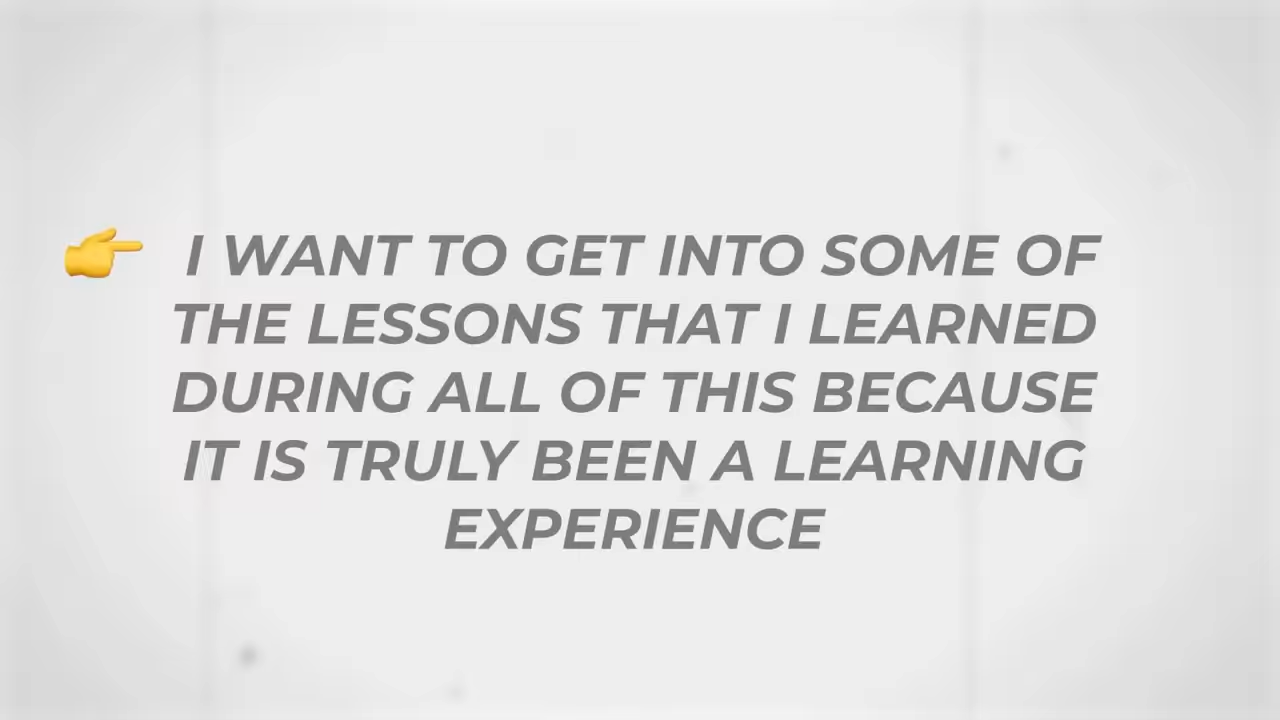 👉 I WANT TO GET INTO SOME OF
THE LESSONS THAT I LEARNED
DURING ALL OF THIS BECAUSE
IT IS TRULY BEEN A LEARNING
EXPERIENCE